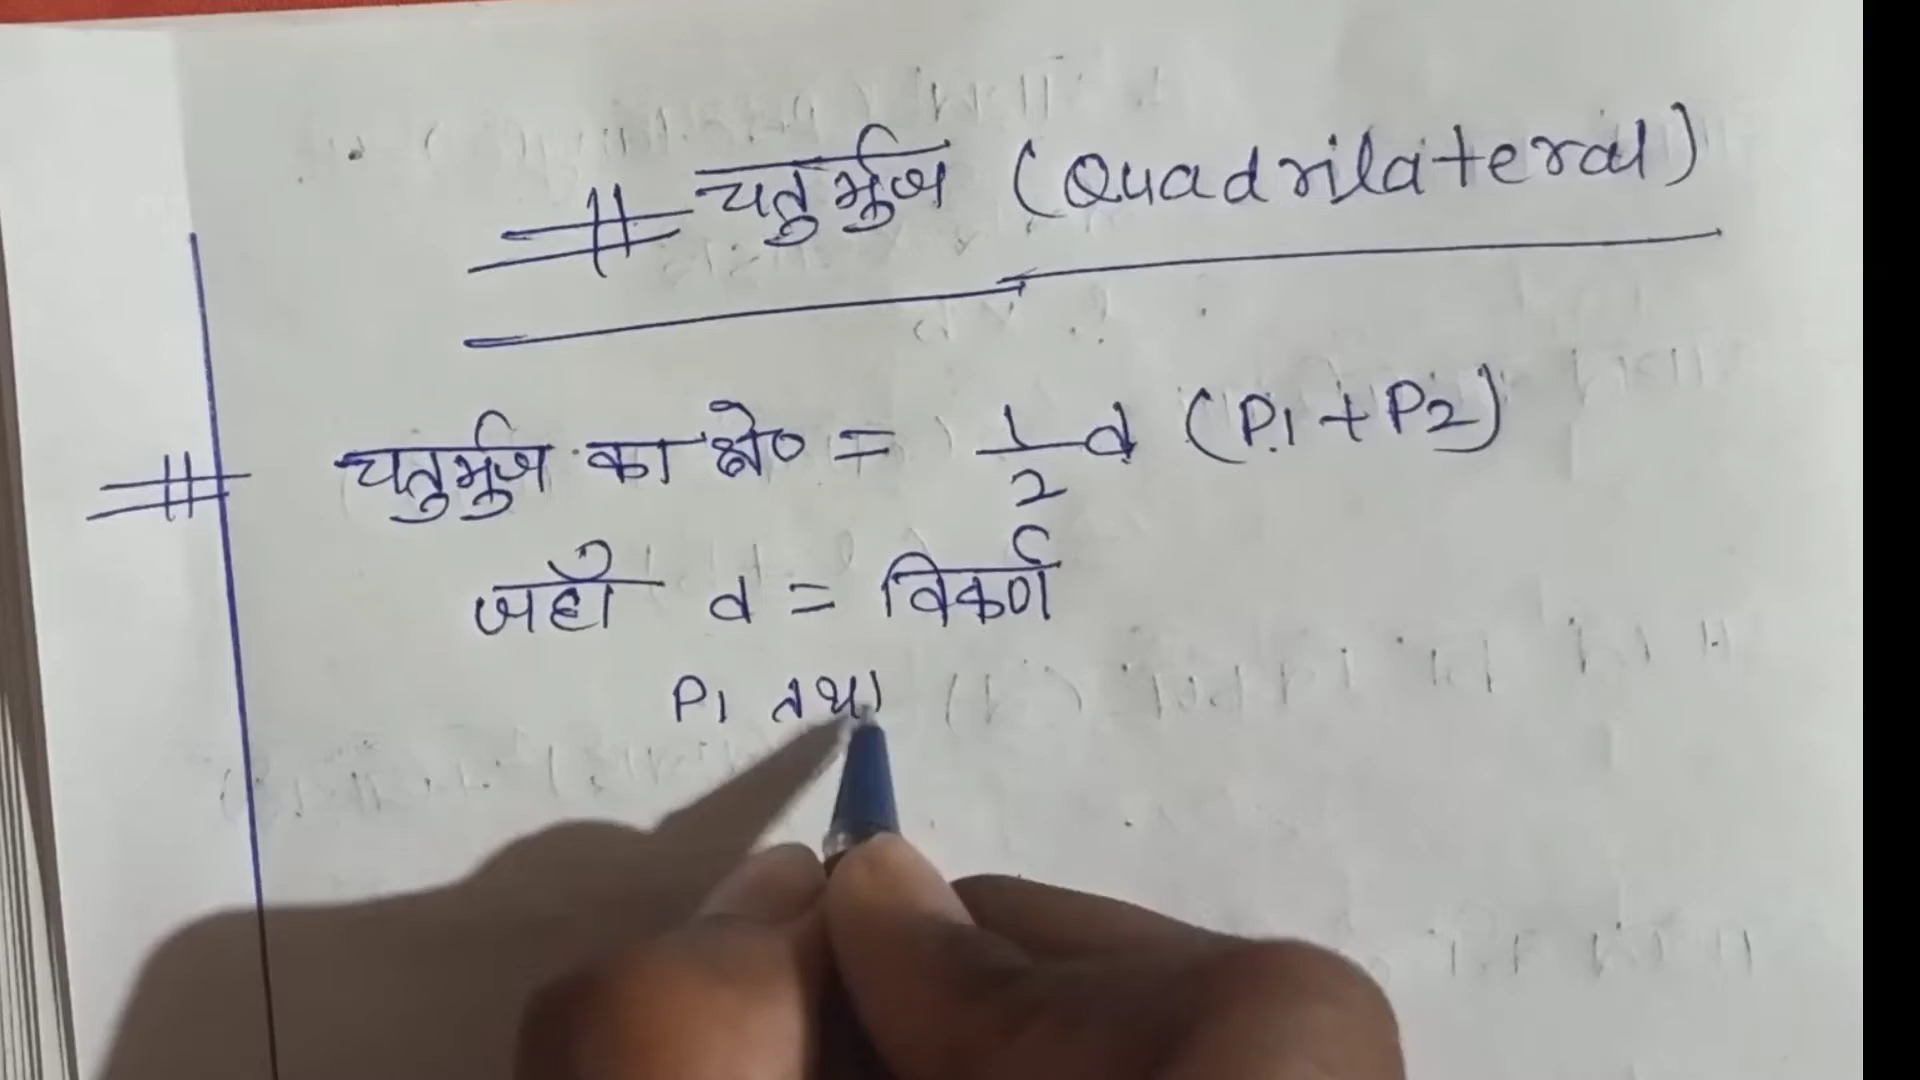 चतुर्भुज (Quadrilateral)
चतुर्भुज का क्षे० = 1/2 d (P1 + P2)
जहाँ d = विकर्ण
P1 तथा